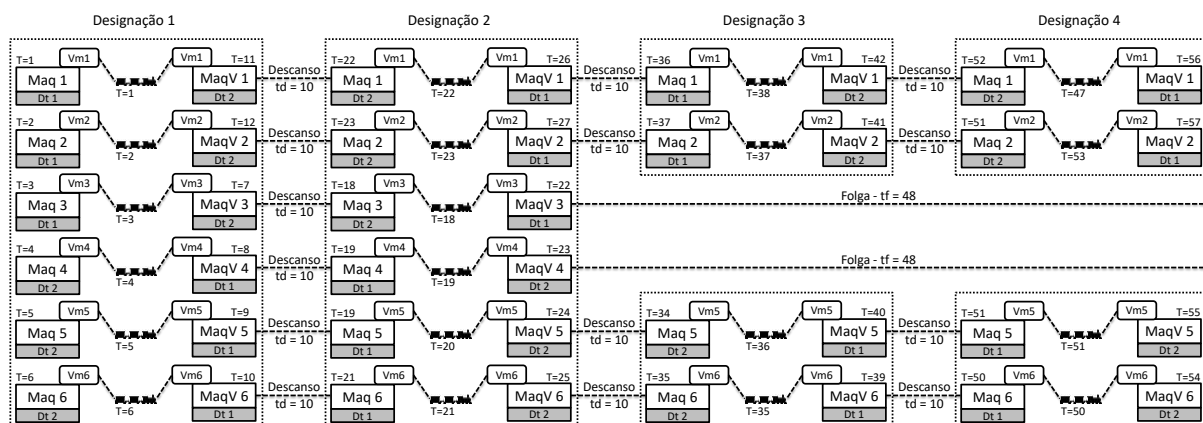 Designação 1 Designação 2 Designação 3 Designação 4
T=1 Vm1 Vm1 T=11 Descanso T=22 Vm1 Vm1 T=26 Descanso T=36 Vm1 Vm1 T=42 Descanso T=52 Vm1 Vm1 T=56
Maq 1 T=1 MaqV 1 td = 10 Maq 1 T=22 MaqV 1 td = 10 Maq 1 T=38 MaqV 1 td = 10 Maq 1 T=47 MaqV 1
Dt 1 Dt 2 Dt 2 Dt 1 Dt 1 Dt 2 Dt 2 Dt 1
T=2 Vm2 Vm2 T=12 Descanso T=23 Vm2 Vm2 T=27 Descanso T=37 Vm2 Vm2 T=41 Descanso T=51 Vm2 Vm2 T=57
Maq 2 T=2 MaqV 2 td = 10 Maq 2 T=23 MaqV 2 td = 10 Maq 2 T=37 MaqV 2 td = 10 Maq 2 T=53 MaqV 2
Dt 1 Dt 2 Dt 2 Dt 1 Dt 1 Dt 2 Dt 2 Dt 1
T=3 Vm3 Vm3 T=7 Descanso T=18 Vm3 Vm3 T=22 Folga - tf = 48
Maq 3 T=3 MaqV 3 td = 10 Maq 3 T=18 MaqV 3
Dt 1 Dt 2 Dt 2 Dt 1
T=4 Vm4 Vm4 T=8 Descanso T=19 Vm4 Vm4 T=23 Folga - tf = 48
Maq 4 T=4 MaqV 4 td = 10 Maq 4 T=19 MaqV 4
Dt 2 Dt 1 Dt 1 Dt 2
T=5 Vm5 Vm5 T=9 Descanso T=19 Vm5 Vm5 T=24 Descanso T=34 Vm5 Vm5 T=40 Descanso T=51 Vm5 Vm5 T=55
Maq 5 T=5 MaqV 5 td = 10 Maq 5 T=20 MaqV 5 td = 10 Maq 5 T=36 MaqV 5 td = 10 Maq 5 T=51 MaqV 5
Dt 2 Dt 1 Dt 1 Dt 2 Dt 2 Dt 1 Dt 1 Dt 2
T=6 Vm6 Vm6 T=10 Descanso T=21 Vm6 Vm6 T=25 Descanso T=35 Vm6 Vm6 T=39 Descanso T=50 Vm6 Vm6 T=54
Maq 6 T=6 MaqV 6 td = 10 Maq 6 T=21 MaqV 6 td = 10 Maq 6 T=35 MaqV 6 td = 10 Maq 6 T=50 MaqV 6
Dt 2 Dt 1 Dt 1 Dt 2 Dt 2 Dt 1 Dt 1 Dt 2